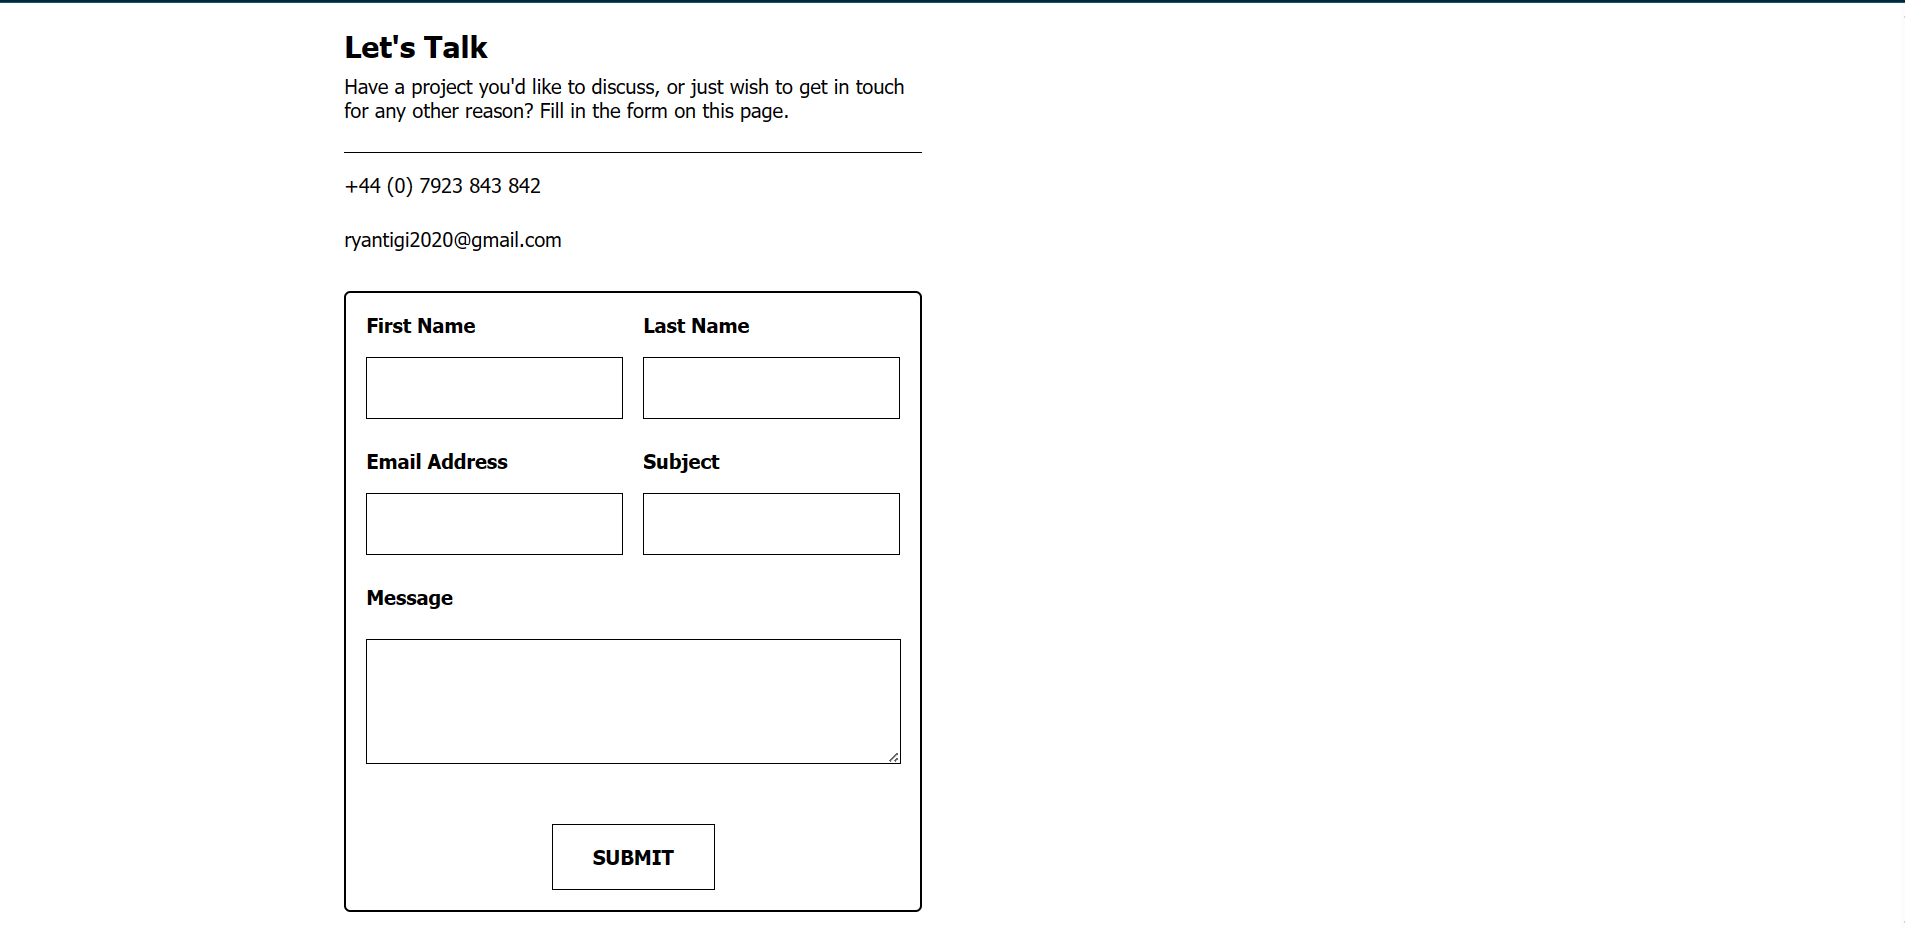 Let's Talk
Have a project you'd like to discuss, or just wish to get in touch
for any other reason? Fill in the form on this page.
+44 (0) 7923 843 842
ryantigi2020@gmail.com
First Name
Last Name
Email Address
Subject
Message
SUBMIT